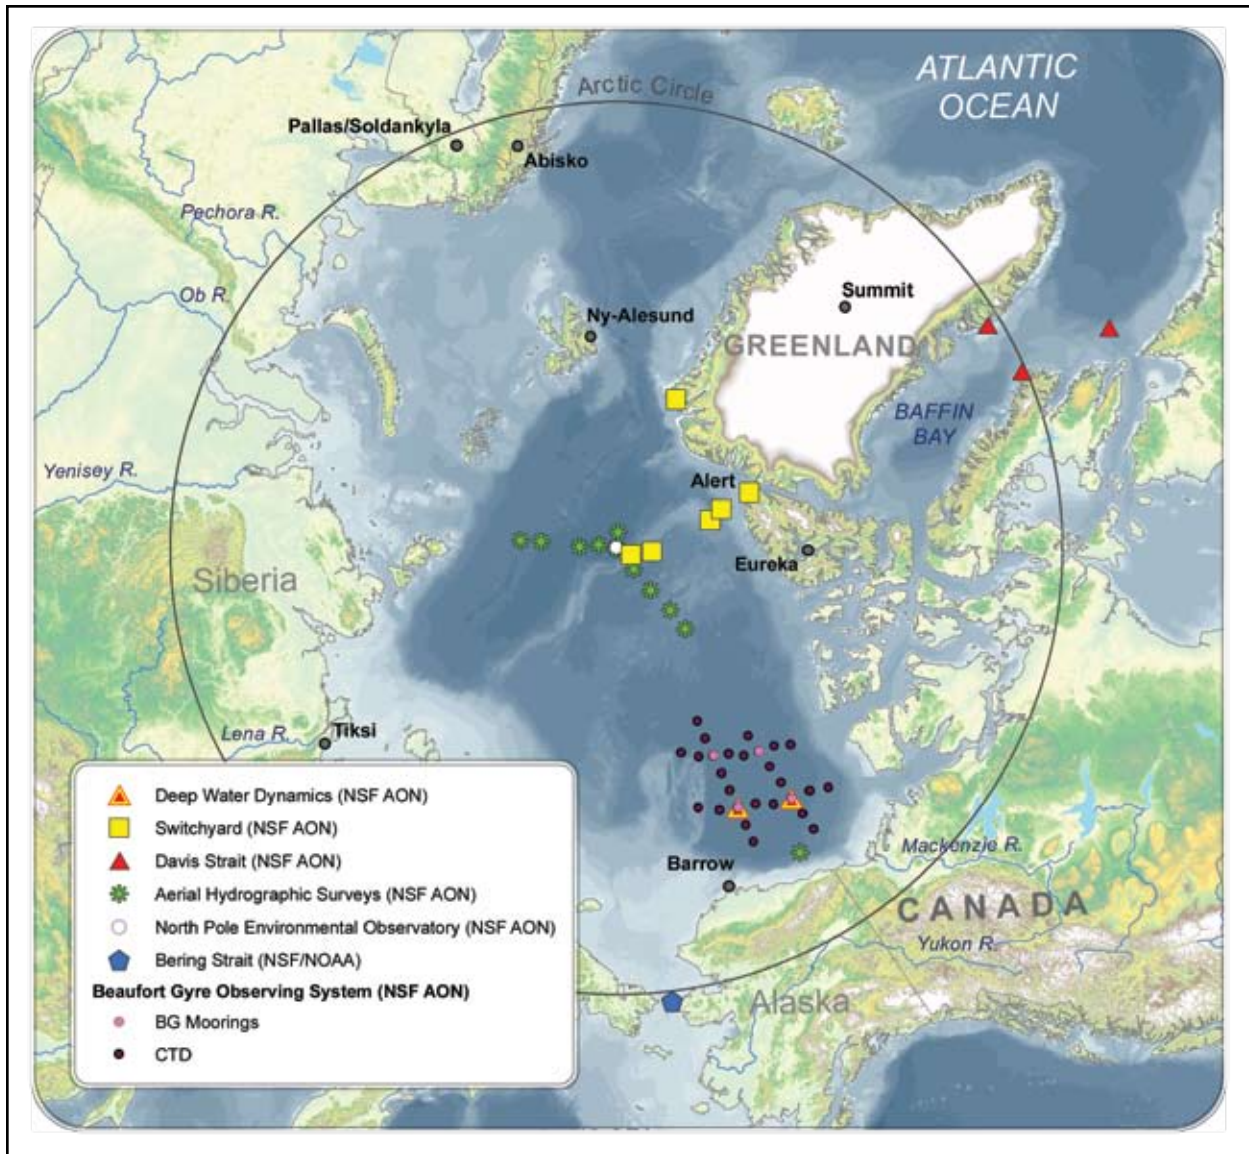 ATLANTIC
OCEAN
Arctic Circle
Pallas/Soldankyla
Abisko
Pechora R.
Ob R.
Summit
Ny-Alesund
GREENLAND
BAFFIN
BAY
Yenisey R.
Alert
Eureka
Siberia
Lena R.
Tiksi
Mackenzie R.
Barrow
CANADA
Yukon R.
Alaska
Deep Water Dynamics (NSF AON)
Switchyard (NSF AON)
Davis Strait (NSF AON)
Aerial Hydrographic Surveys (NSF AON)
North Pole Environmental Observatory (NSF AON)
Bering Strait (NSF/NOAA)
Beaufort Gyre Observing System (NSF AON)
BG Moorings
CTD